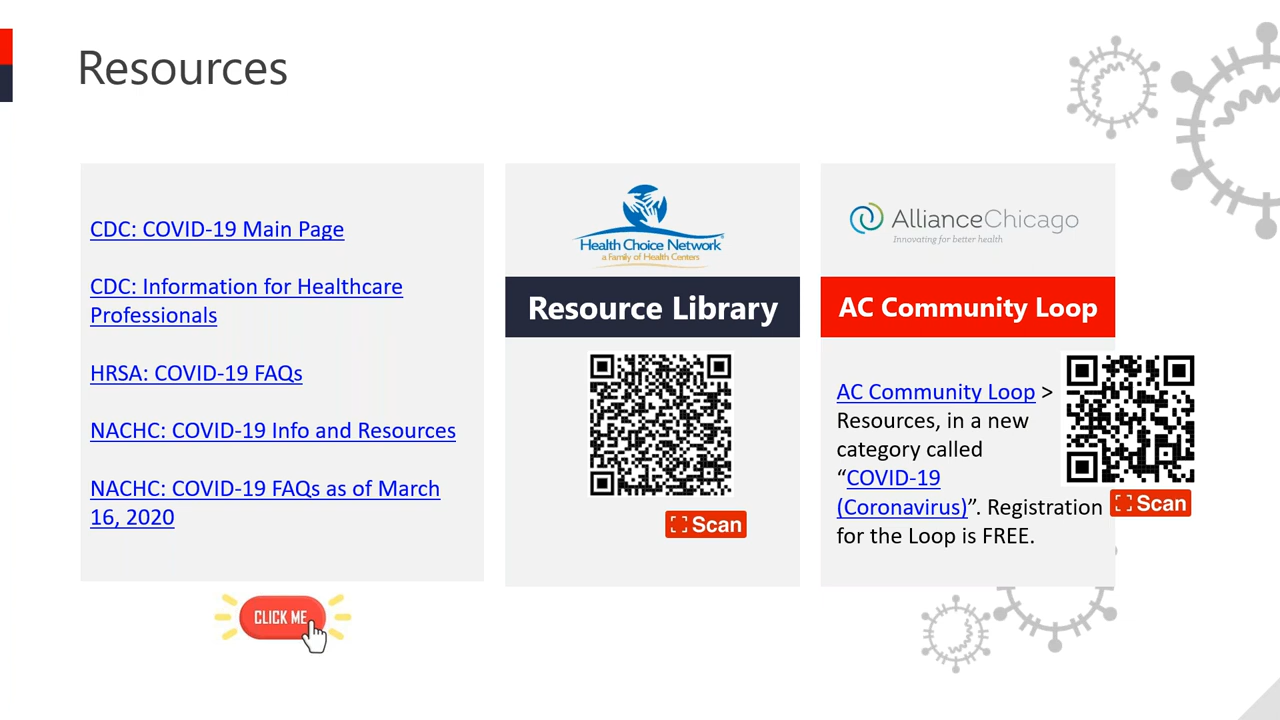 Resources
CDC: COVID-19 Main Page
CDC: Information for Healthcare
Professionals
HRSA: COVID-19 FAQs
NACHC: COVID-19 Info and Resources
NACHC: COVID-19 FAQs as of March
16, 2020
CLICK ME
Health Choice Network
a Family of Health Centers
Resource Library
Scan
AllianceChicago
Innovating for better health
AC Community Loop
AC Community Loop >
Resources, in a new
category called
“COVID-19
(Coronavirus)”. Registration
for the Loop is FREE.
Scan